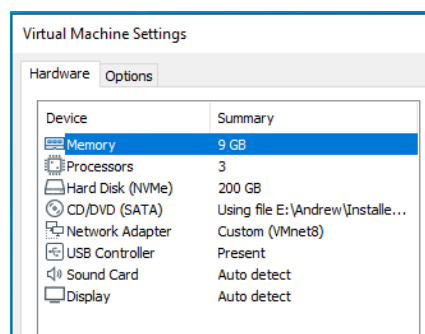 Virtual Machine Settings
Hardware Options
Device Summary
Memory 9 GB
Processors 3
Hard Disk (NVMe) 200 GB
CD/DVD (SATA) Using file E:\Andrew\Installe...
Network Adapter Custom (VMnet8)
USB Controller Present
Sound Card Auto detect
Display Auto detect